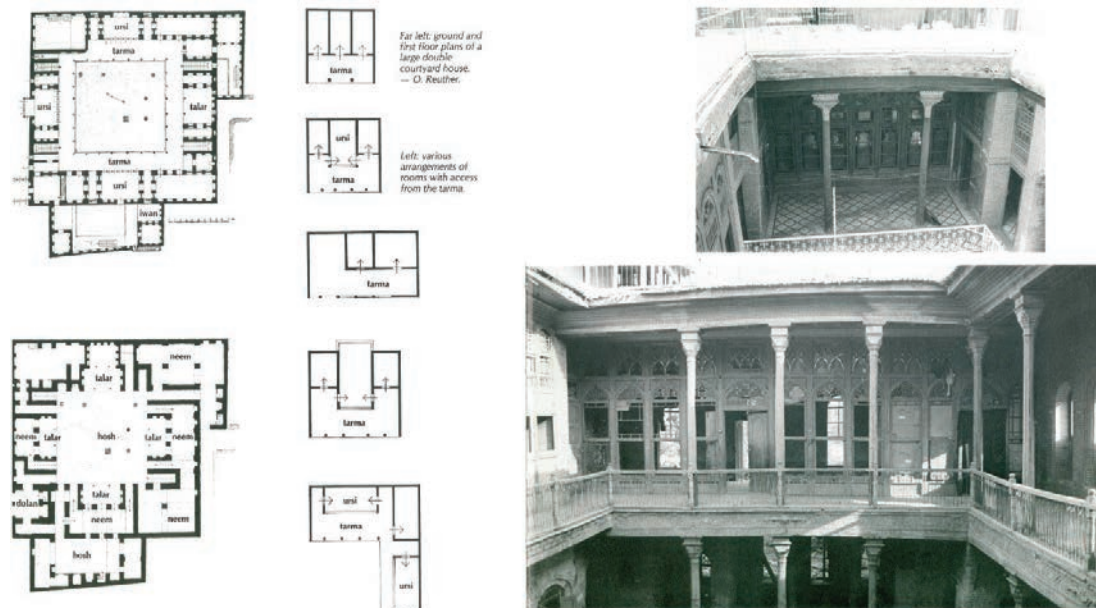 ursi
tarma
ursi
talar
tarma
ursi
iwan
neem
talar
neem
talar
hosh
talar
neem
talar
dulan
neem
neem
hosh
tarma
ursi
tarma
tarma
tarma
ursi
tarma
ursi
Far left: ground and
first floor plans of a
large double
courtyard house.
— O. Reuther.
Left: various
arrangements of
rooms with access
from the tarma.